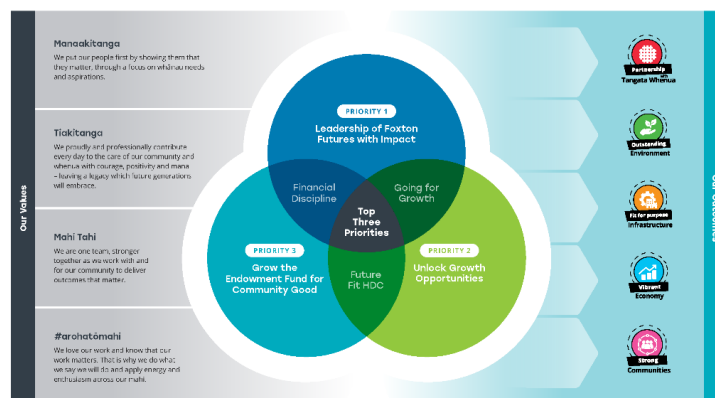 Our Values
Manaakitanga
We put our people first by showing them that
they matter, through a focus on whānau needs
and aspirations.
Tiakitanga
We proudly and professionally contribute
every day to the care of our community and
whenua with courage, positivity and mana
– leaving a legacy which future generations
will embrace.
Mahi Tahi
We are one team, stronger
together as we work with and
for our community to deliver
outcomes that matter.
#arohatōmahi
We love our work and know that our
work matters. That is why we do what
we say we will do and apply energy and
enthusiasm across our mahi.
PRIORITY 1
Leadership of Foxton
Futures with Impact
Financial
Discipline
Going for
Growth
Top
Three
Priorities
PRIORITY 3
Grow the
Endowment Fund for
Community Good
PRIORITY 2
Unlock Growth
Opportunities
Future
Fit HDC
Partnership
with
Tangata Whenua
Outstanding
Environment
Fit for purpose
Infrastructure
Vibrant
Economy
Strong
Communities